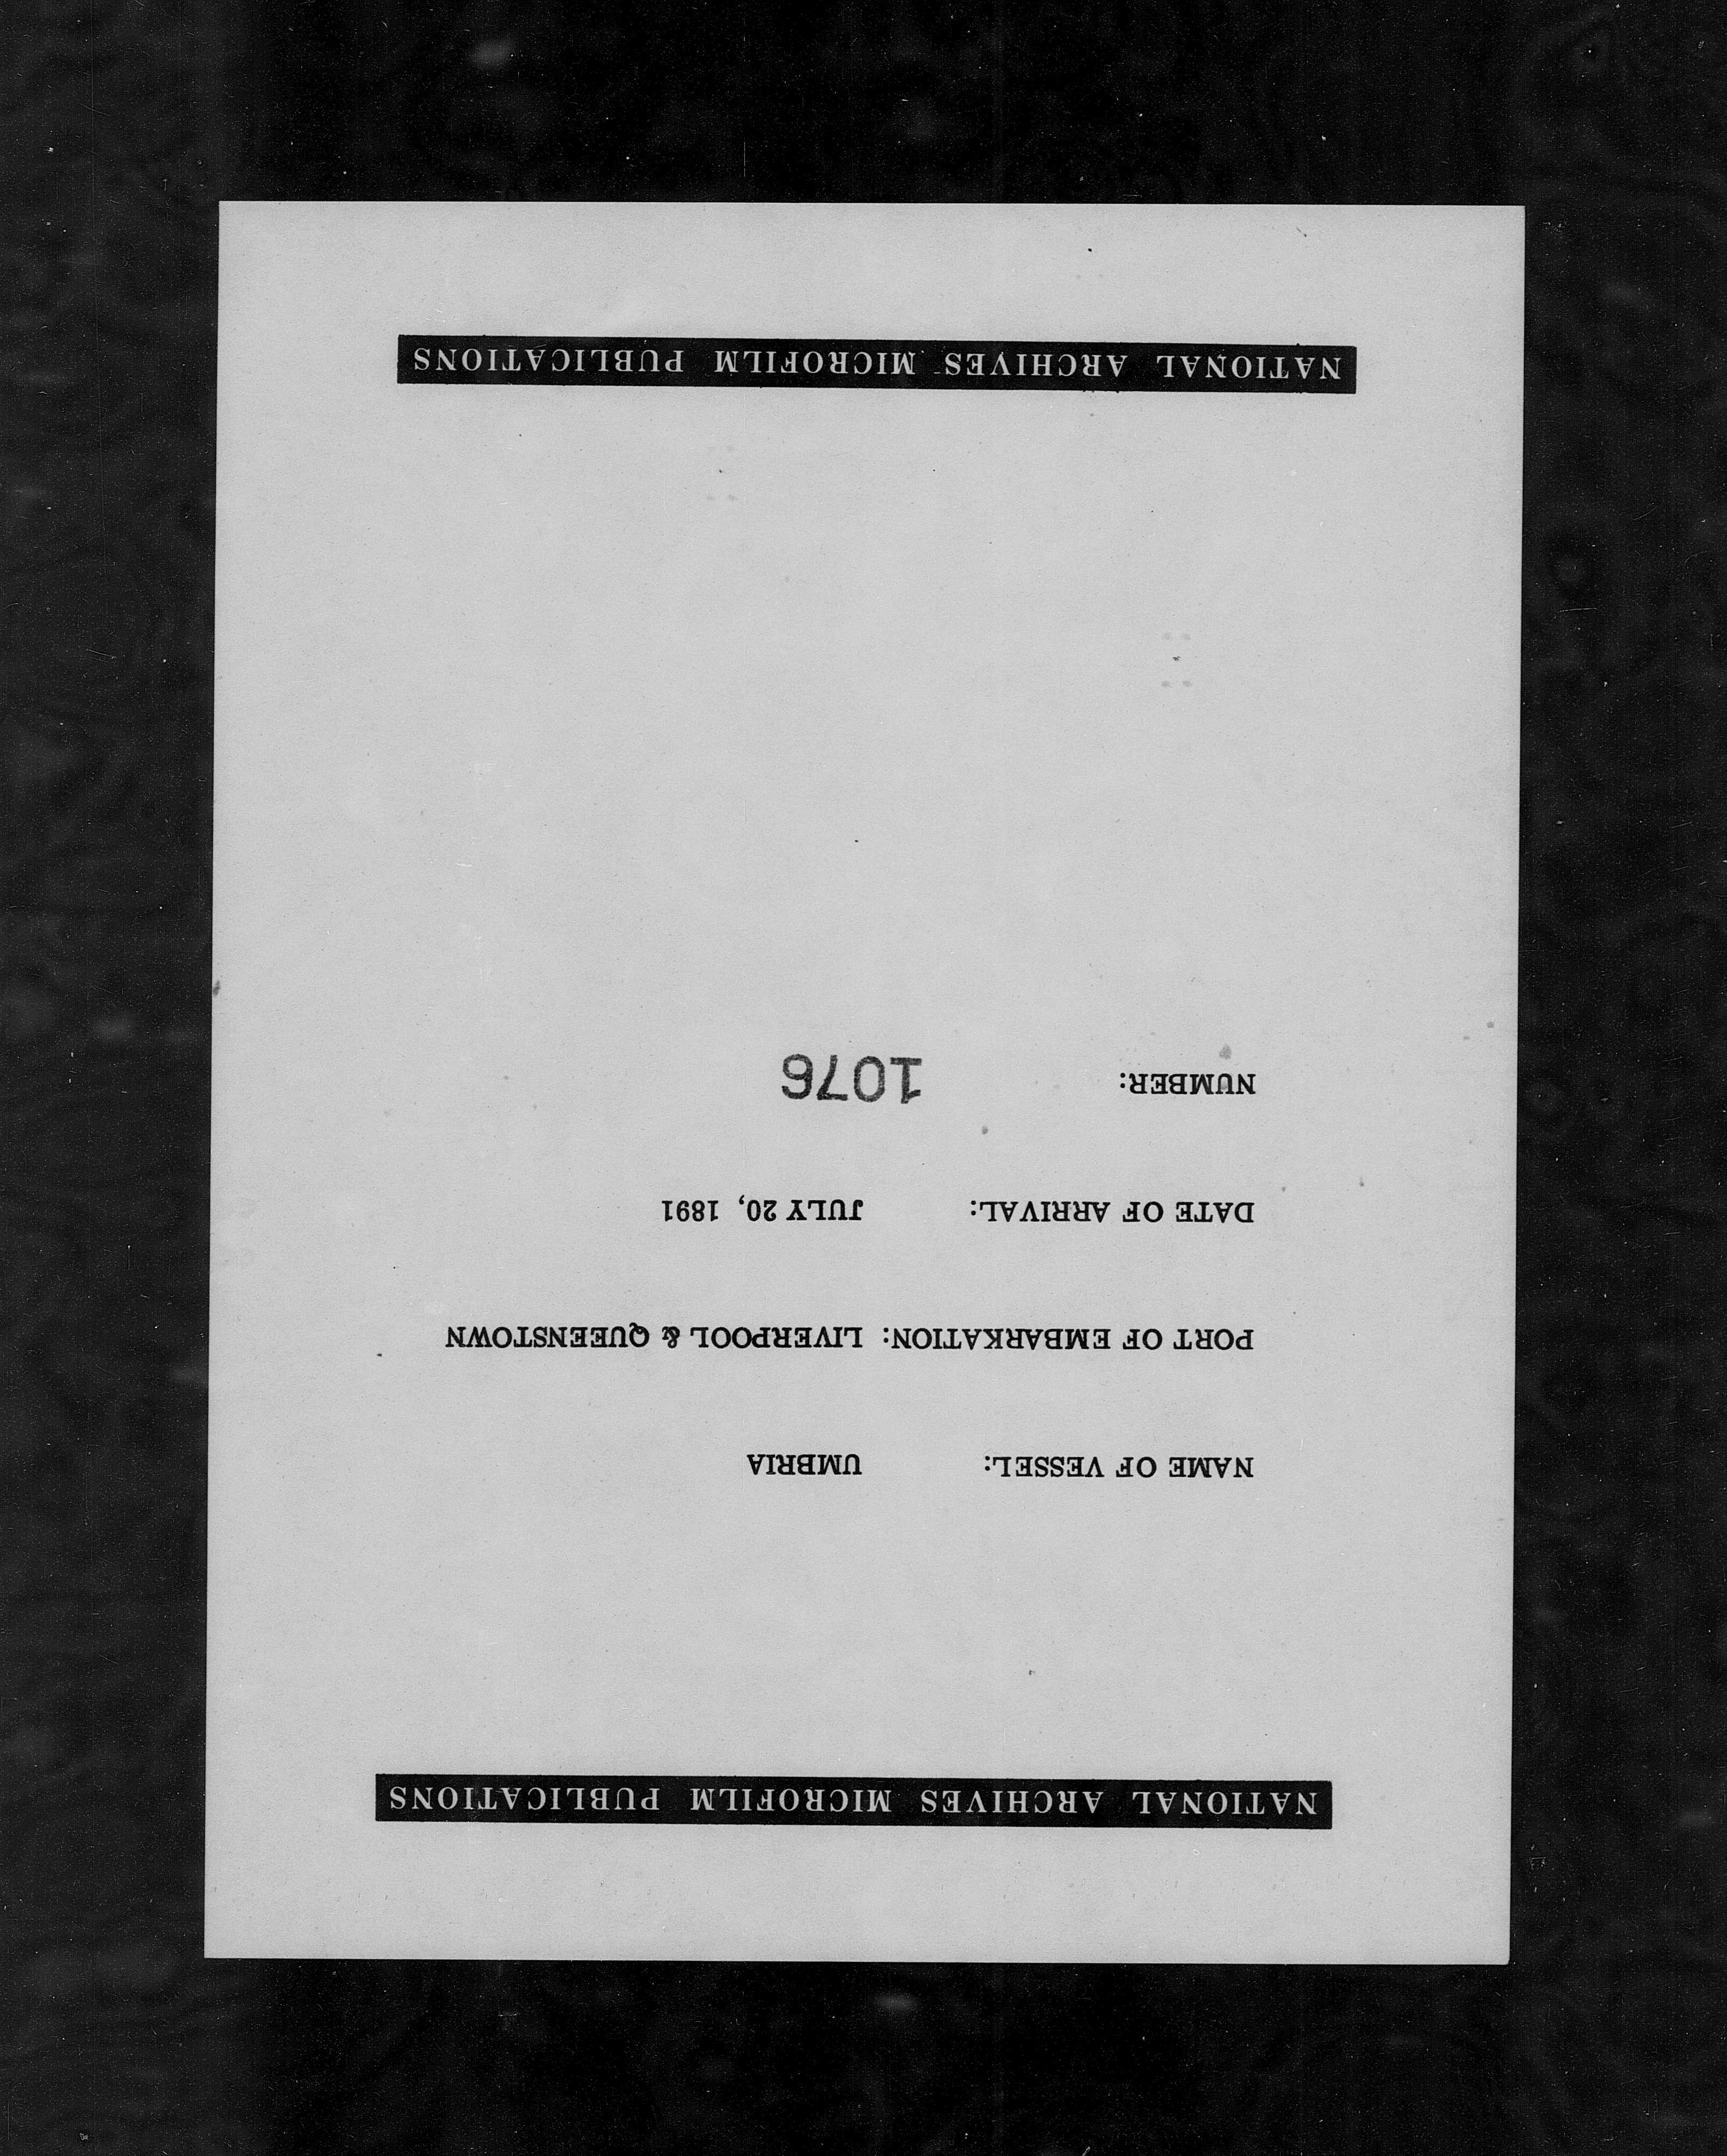 NATIONAL ARCHIVES MICROFILM PUBLICATIONS
NAME OF VESSEL: UMBRIA
PORT OF EMBARKATION: LIVERPOOL & QUEENSTOWN
DATE OF ARRIVAL: JULY 20, 1891
NUMBER: 1076
NATIONAL ARCHIVES MICROFILM PUBLICATIONS